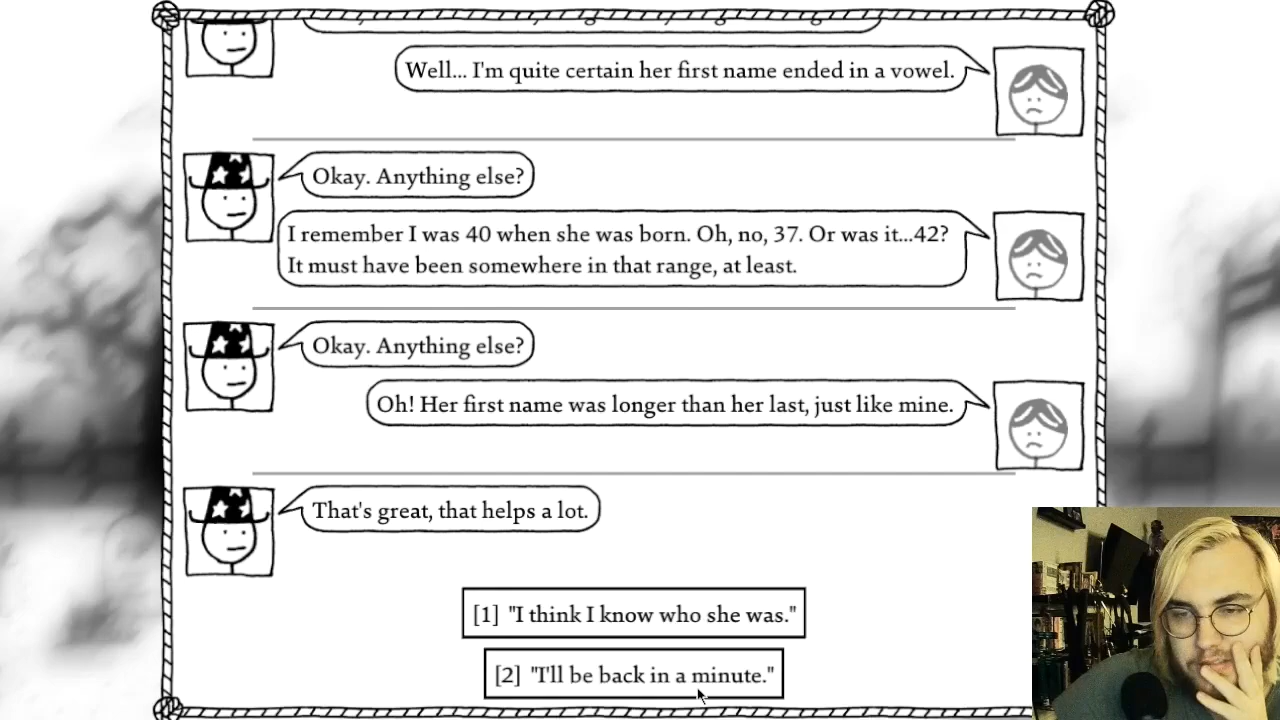 Well... I'm quite certain her first name ended in a vowel.
Okay. Anything else?
I remember I was 40 when she was born. Oh, no, 37. Or was it...42?
It must have been somewhere in that range, at least.
Okay. Anything else?
Oh! Her first name was longer than her last, just like mine.
That's great, that helps a lot.
[1] "I think I know who she was."
[2] "I'll be back in a minute."